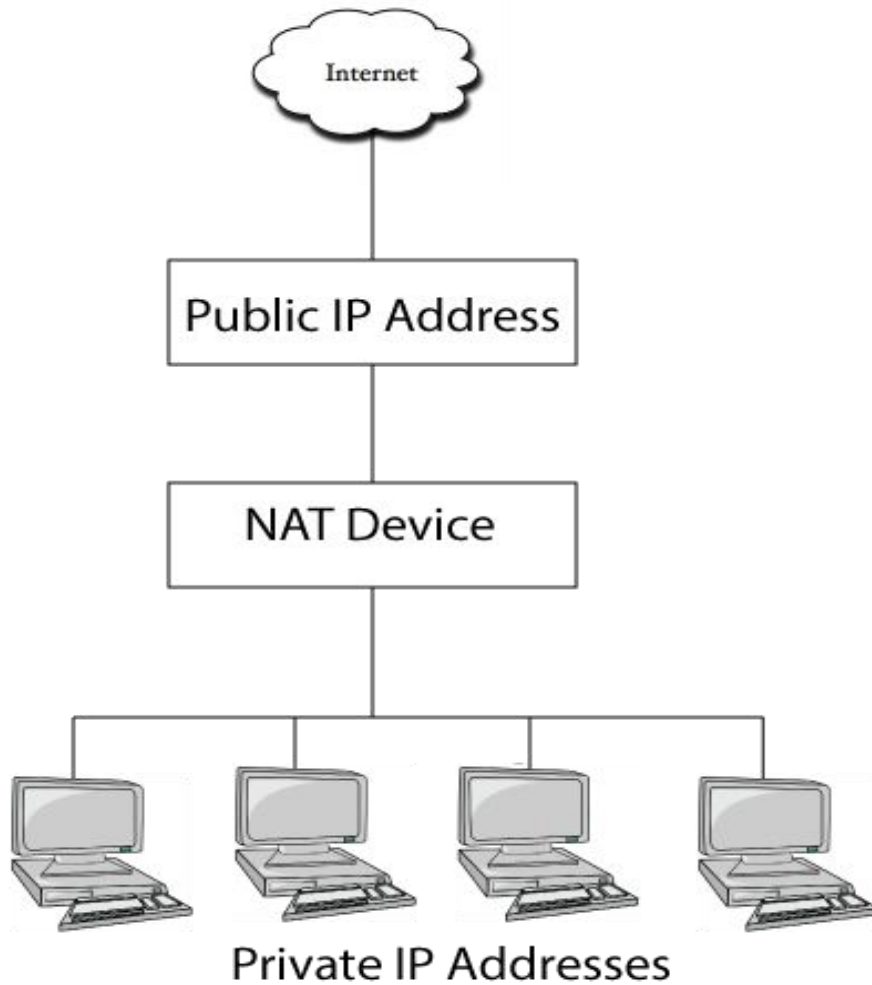 Internet
Public IP Address
NAT Device
Private IP Addresses